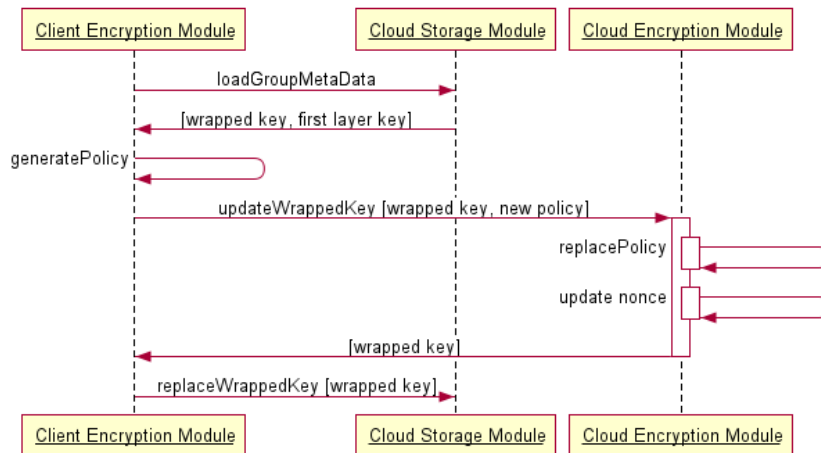 Client Encryption Module
Cloud Storage Module
Cloud Encryption Module
loadGroupMetaData
[wrapped key, first layer key]
generatePolicy
updateWrappedKey [wrapped key, new policy]
replacePolicy
update nonce
[wrapped key]
replaceWrappedKey [wrapped key]
Client Encryption Module
Cloud Storage Module
Cloud Encryption Module